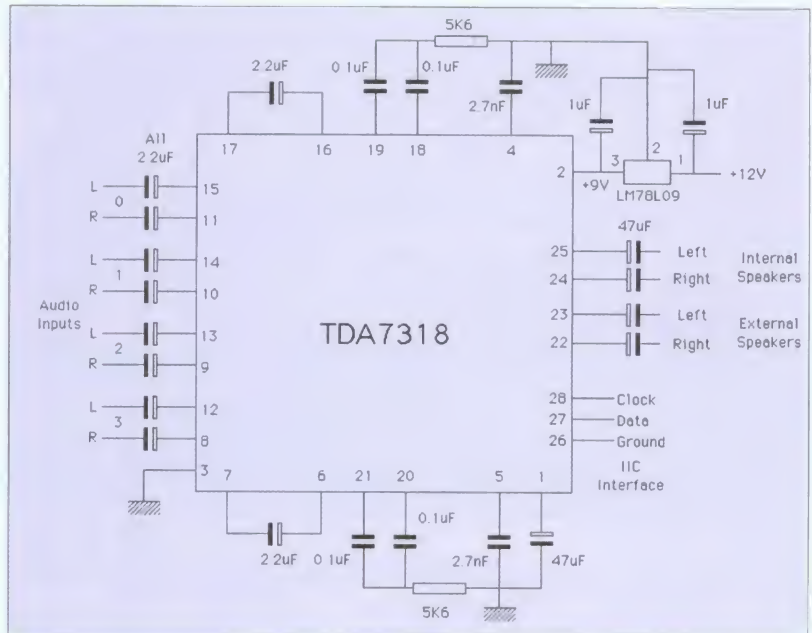 5K6
2.2uF
0.1uF
0.1uF
2.7nF
1uF
1uF
17
16
19
18
4
3
2
1
2
+9V
LM78L09
+12V
All
2.2uF
L
15
0
R
11
L
14
1
R
10
Audio
Inputs
L
13
2
R
9
L
12
3
R
8
3
TDA7318
47uF
25
Left
Internal
24
Right
Speakers
23
Left
External
22
Right
Speakers
28
Clock
27
Data
26
Ground
IIC
Interface
7
6
21
20
5
1
2.2uF
0.1uF
0.1uF
2.7nF
47uF
5K6